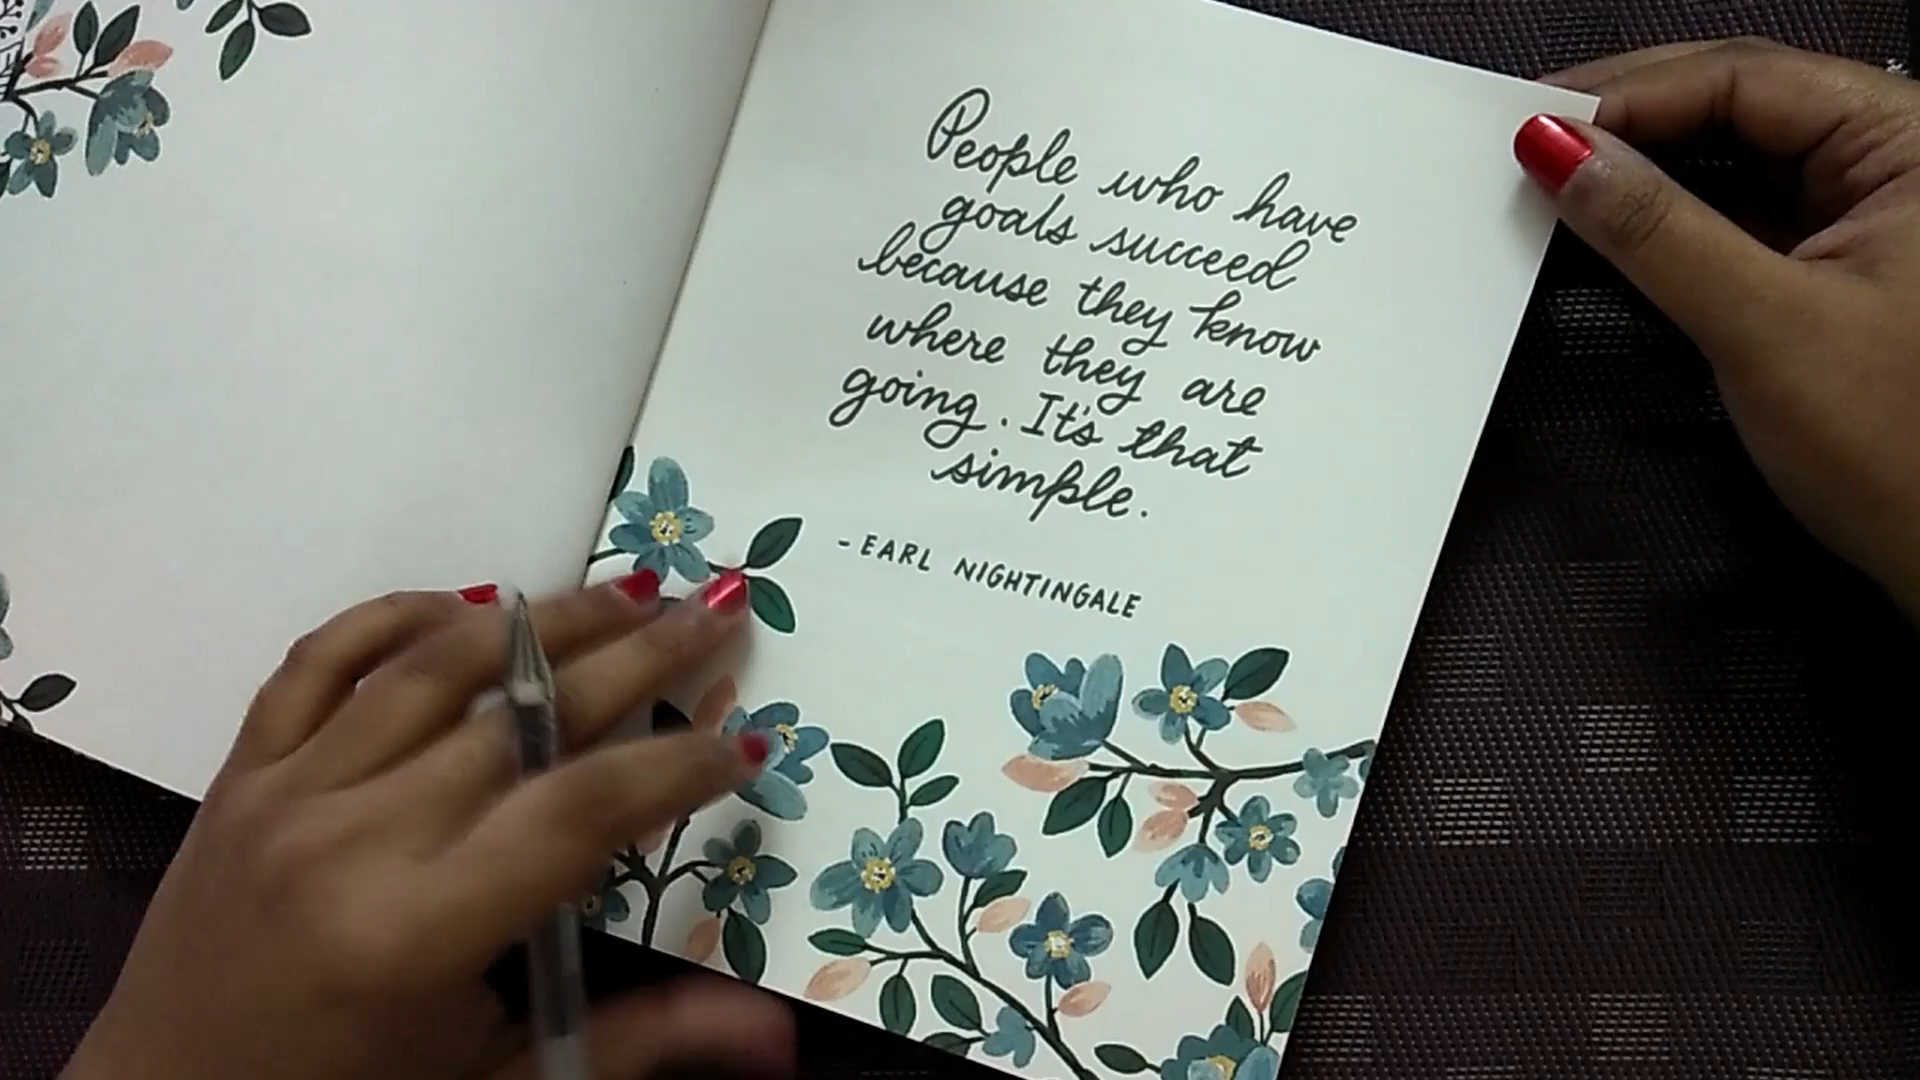 People who have
goals succeed
because they know
where they are
going. It's that
simple.
- EARL NIGHTINGALE